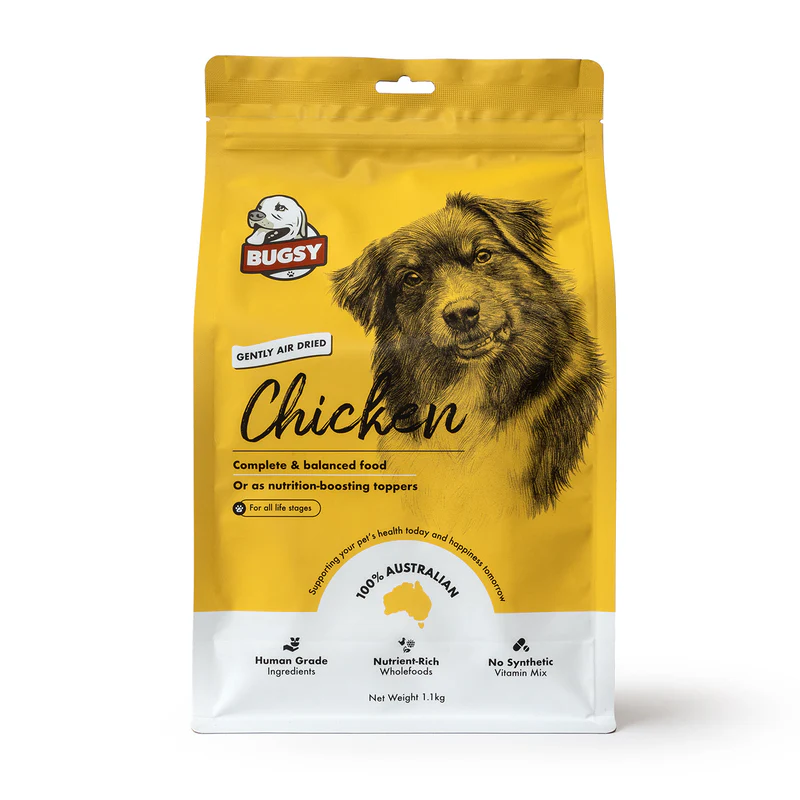 BUGSY
GENTLY AIR DRIED
Chicken
Complete & balanced food
Or as nutrition-boosting toppers
For all life stages
Supporting your pet's health today and happiness tomorrow
100% AUSTRALIAN
Human Grade
Ingredients
Nutrient-Rich
Wholefoods
No Synthetic
Vitamin Mix
Net Weight 1.1kg